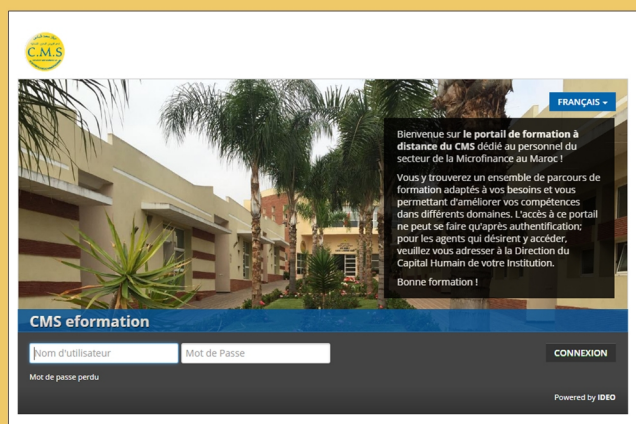 C.M.S
FRANÇAIS
Bienvenue sur le portail de formation à
distance du CMS dédié au personnel du
secteur de la Microfinance au Maroc !
Vous y trouverez un ensemble de parcours de
formation adaptés à vos besoins et vous
permettant d'améliorer vos compétences
dans différents domaines. L'accès à ce portail
ne peut se faire qu'après authentification;
pour les agents qui désirent y accéder,
veuillez vous adresser à la Direction du
Capital Humain de votre Institution.
Bonne formation !
CMS eformation
Nom d'utilisateur
Mot de Passe
CONNEXION
Mot de passe perdu
Powered by IDEO